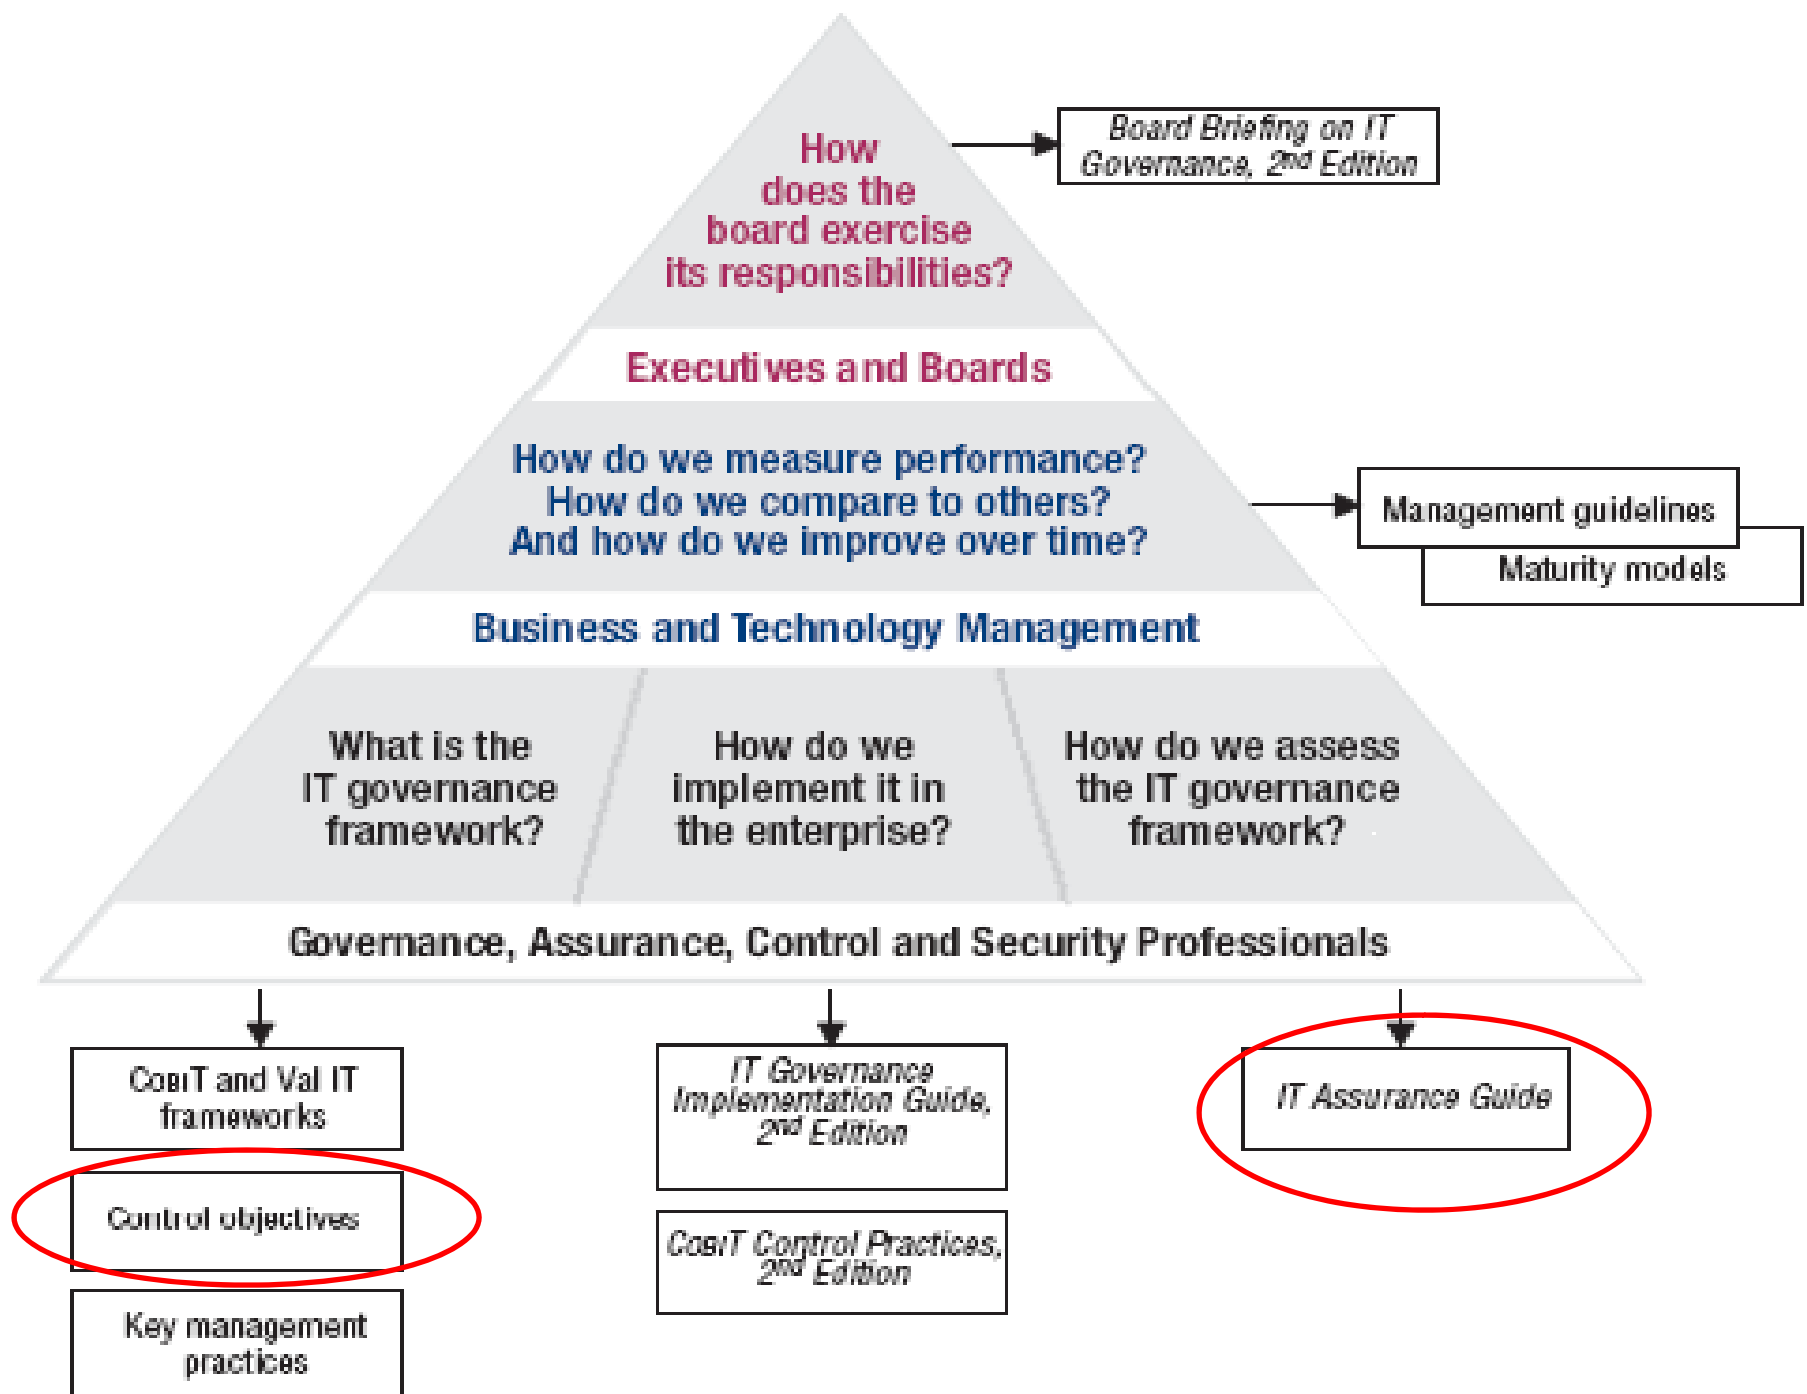 How
does the
board exercise
its responsibilities?
Board Briefing on IT
Governance, 2nd Edition
Executives and Boards
How do we measure performance?
How do we compare to others?
And how do we improve over time?
Management guidelines
Maturity models
Business and Technology Management
What is the
IT governance
framework?
How do we
implement it in
the enterprise?
How do we assess
the IT governance
framework?
Governance, Assurance, Control and Security Professionals
COBIT and Val IT
frameworks
Control objectives
Key management
practices
IT Governance
Implementation Guide,
2nd Edition
COBIT Control Practices,
2nd Edition
IT Assurance Guide